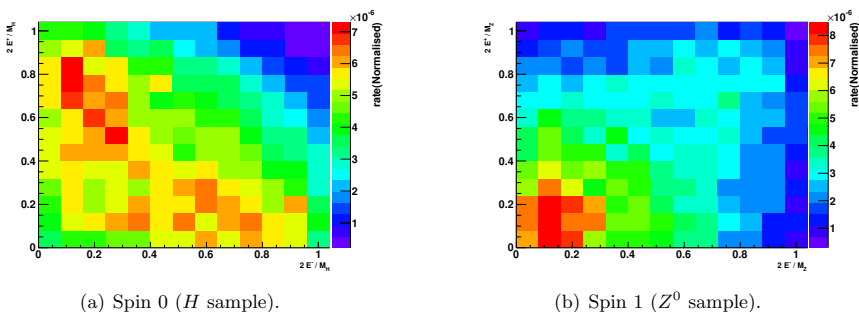 2 E⁺ / M_H
1
0.8
0.6
0.4
0.2
0
0 0.2 0.4 0.6 0.8 1
2 E⁻ / M_H
×10⁻⁶
7
6
5
4
3
2
1
rate(Normalised)
(a) Spin 0 (H sample).
2 E⁺ / M_Z
1
0.8
0.6
0.4
0.2
0
0 0.2 0.4 0.6 0.8 1
2 E⁻ / M_Z
×10⁻⁶
8
7
6
5
4
3
2
1
rate(Normalised)
(b) Spin 1 (Z⁰ sample).